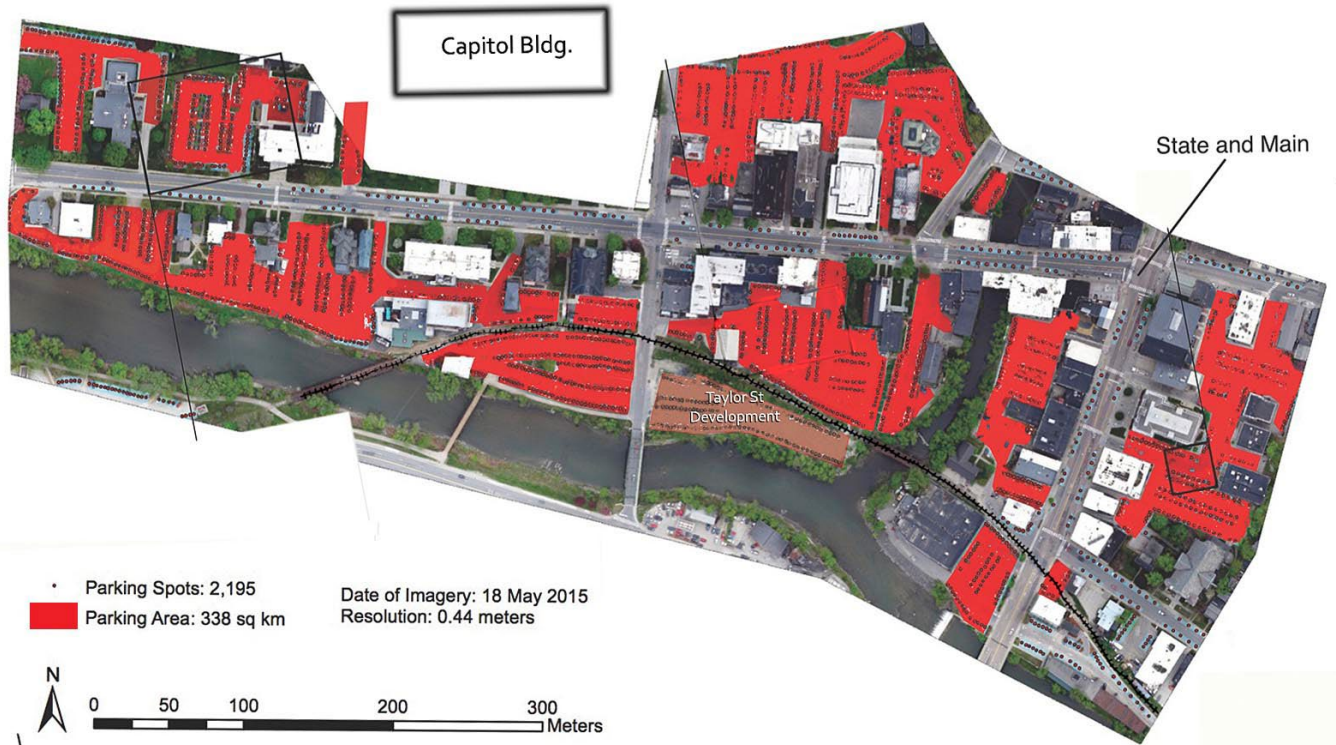 Capitol Bldg.
State and Main
Taylor St
Development
Parking Spots: 2,195
Parking Area: 338 sq km
Date of Imagery: 18 May 2015
Resolution: 0.44 meters
N
0 50 100 200 300
Meters